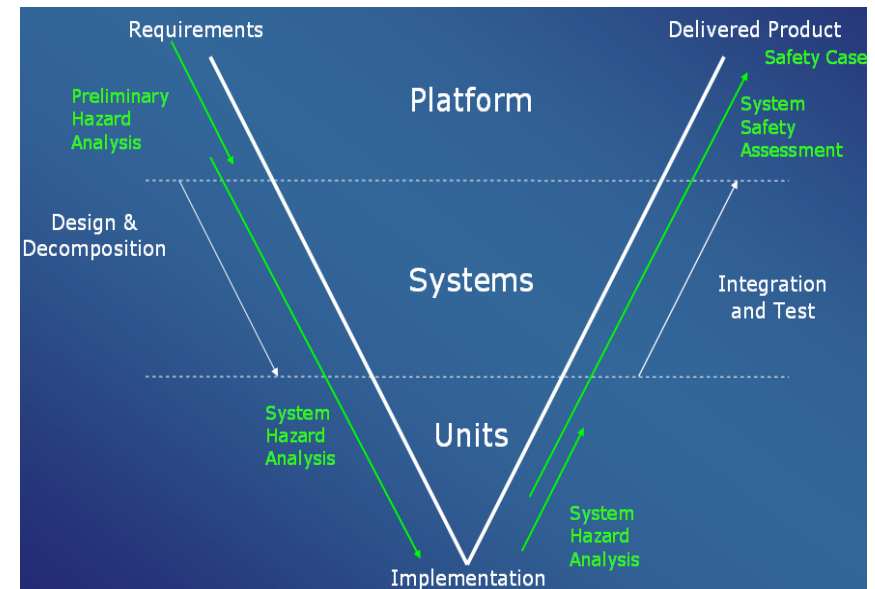 Requirements
Delivered Product
Safety Case
Preliminary
Hazard
Analysis
Platform
System
Safety
Assessment
Design &
Decomposition
Systems
Integration
and Test
System
Hazard
Analysis
Units
System
Hazard
Analysis
Implementation